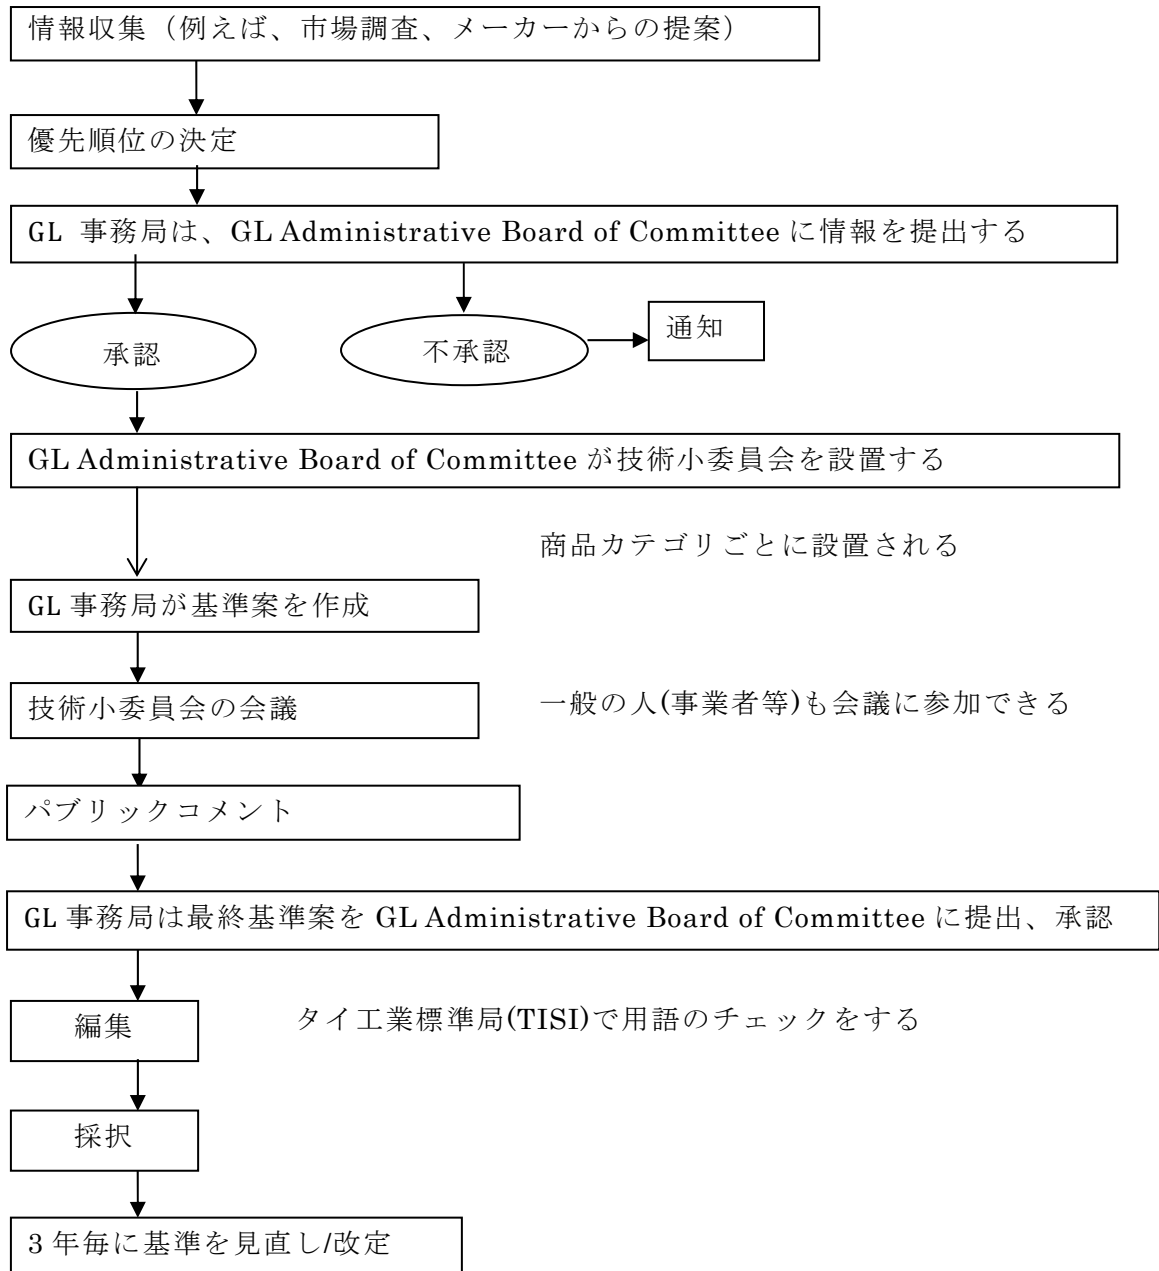 情報収集（例えば、市場調査、メーカーからの提案）
優先順位の決定
GL 事務局は、GL Administrative Board of Committee に情報を提出する
承認
不承認
通知
GL Administrative Board of Committee が技術小委員会を設置する
商品カテゴリごとに設置される
GL 事務局が基準案を作成
技術小委員会の会議
一般の人(事業者等)も会議に参加できる
パブリックコメント
GL 事務局は最終基準案を GL Administrative Board of Committee に提出、承認
編集
タイ工業標準局(TISI)で用語のチェックをする
採択
3 年毎に基準を見直し/改定